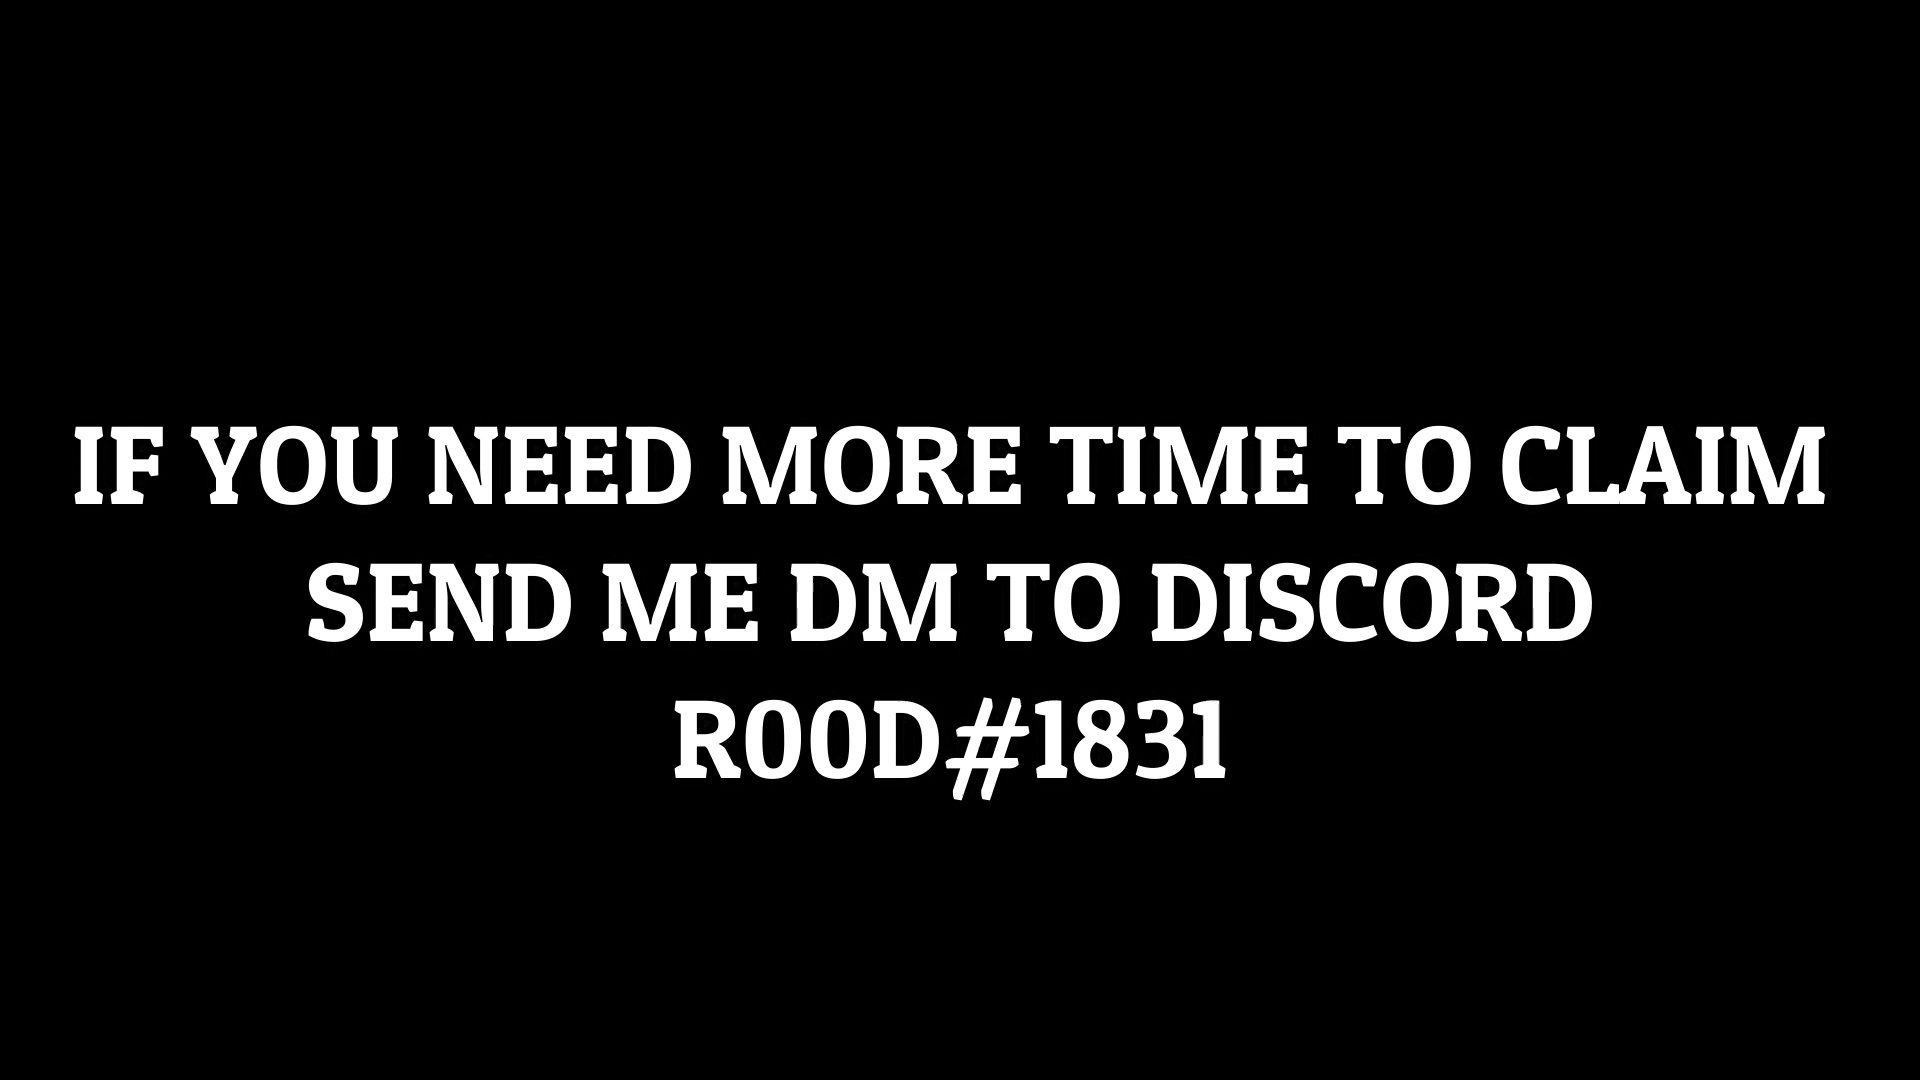 IF YOU NEED MORE TIME TO CLAIM
SEND ME DM TO DISCORD
R00D#1831